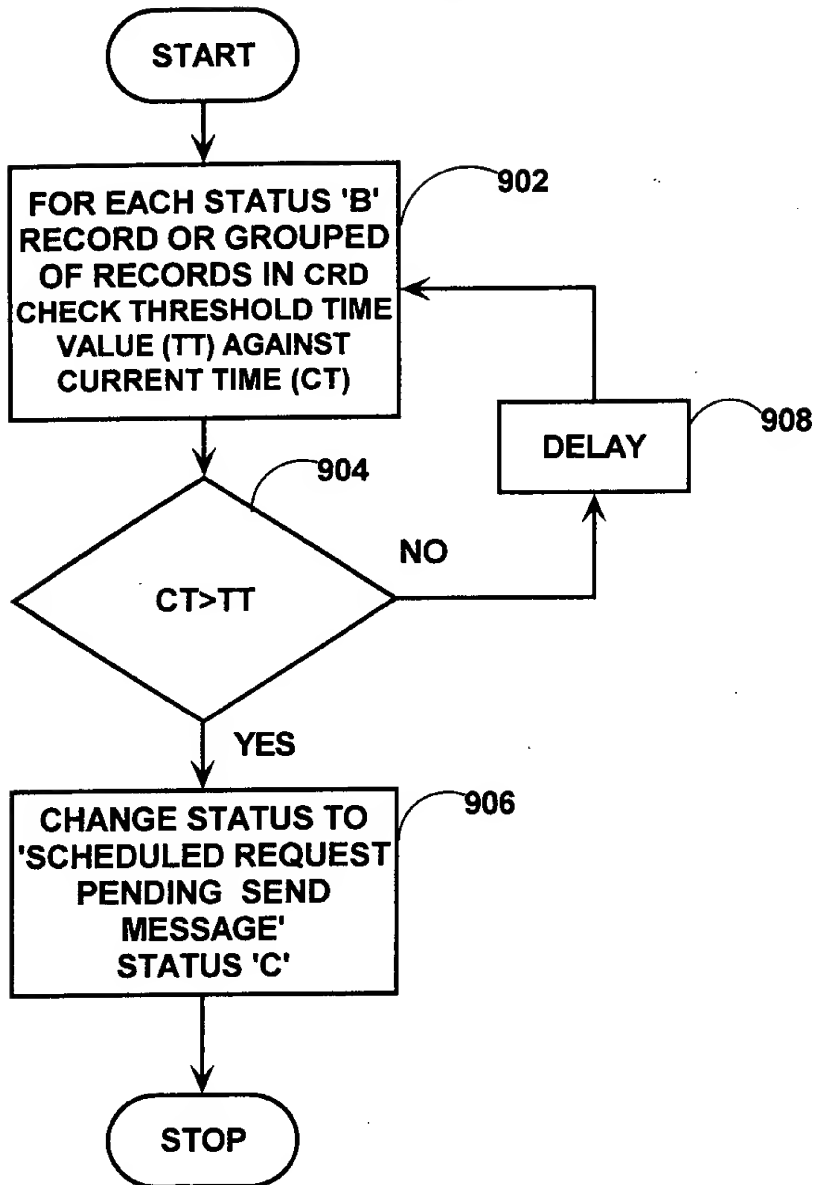 START
902
FOR EACH STATUS 'B'
RECORD OR GROUPED
OF RECORDS IN CRD
CHECK THRESHOLD TIME
VALUE (TT) AGAINST
CURRENT TIME (CT)
908
DELAY
904
NO
CT>TT
YES
906
CHANGE STATUS TO
'SCHEDULED REQUEST
PENDING SEND
MESSAGE'
STATUS 'C'
STOP